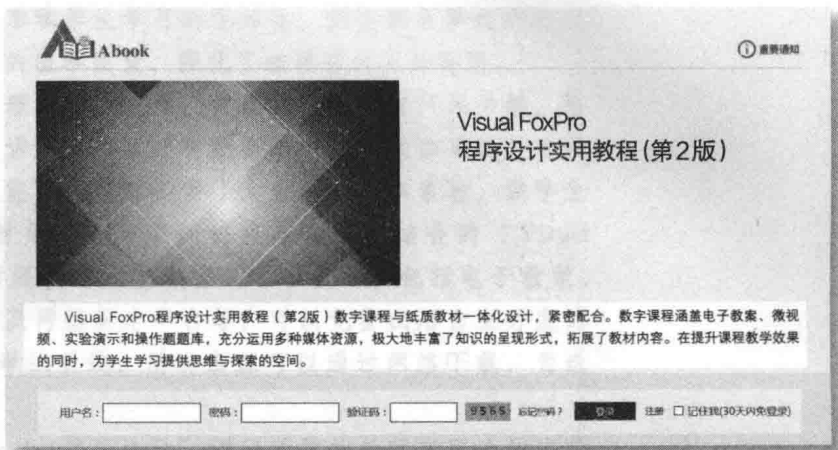 Abook
重要通知
Visual FoxPro
程序设计实用教程(第2版)
Visual FoxPro程序设计实用教程（第2版）数字课程与纸质教材一体化设计，紧密配合。数字课程涵盖电子教案、微视
频、实验演示和操作题题库，充分运用多种媒体资源，极大地丰富了知识的呈现形式，拓展了教材内容。在提升课程教学效果
的同时，为学生学习提供思维与探索的空间。
用户名： 密码： 验证码： 忘记密码？ 注册 记住我(30天内免登录)